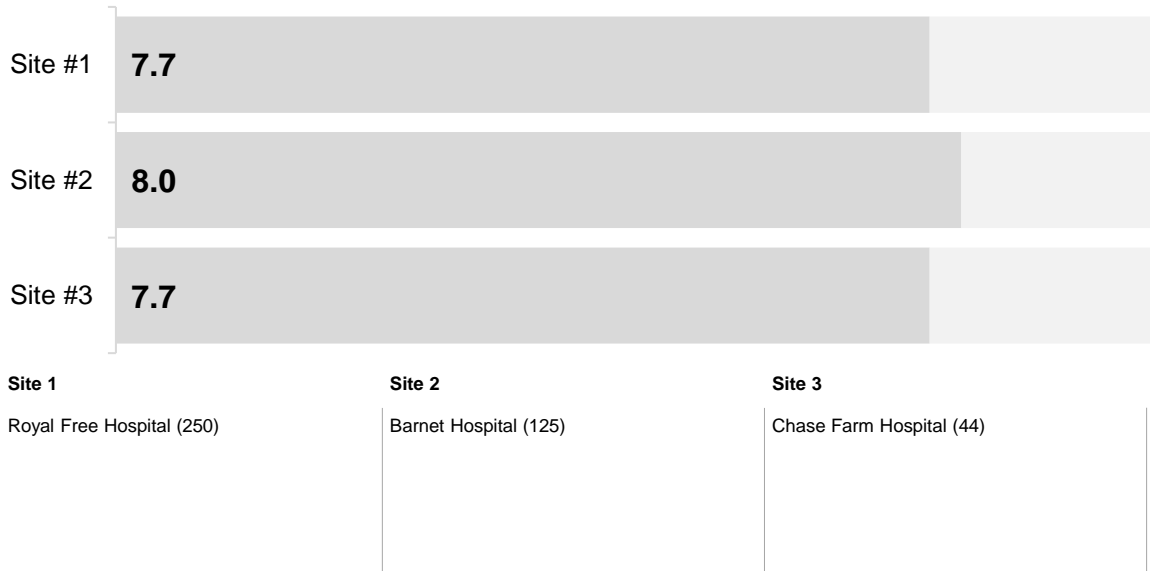 Site #1 7.7
Site #2 8.0
Site #3 7.7
Site 1 Site 2 Site 3
Royal Free Hospital (250) Barnet Hospital (125) Chase Farm Hospital (44)